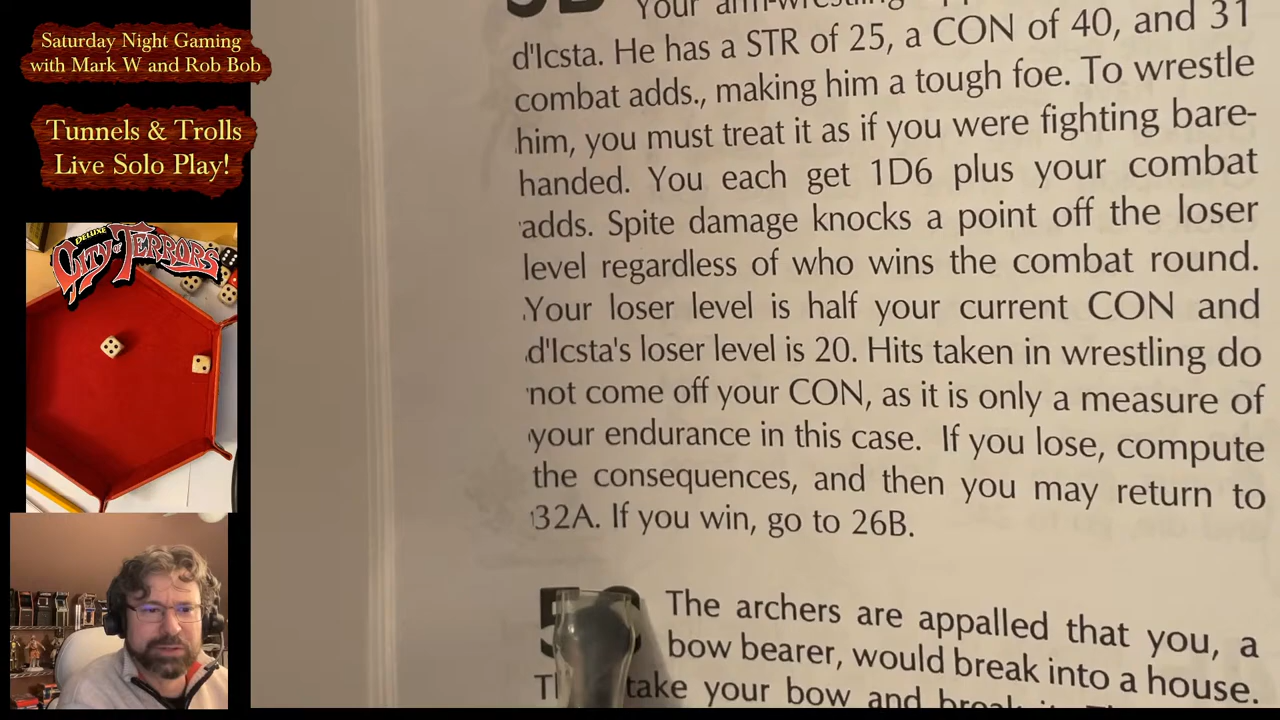 Saturday Night Gaming
with Mark W and Rob Bob
Tunnels & Trolls
Live Solo Play!
DELUXE
CITY OF TERRORS
Your arm-wrestling
d'Icsta. He has a STR of 25, a CON of 40, and 31
combat adds., making him a tough foe. To wrestle
him, you must treat it as if you were fighting bare-
handed. You each get 1D6 plus your combat
adds. Spite damage knocks a point off the loser
level regardless of who wins the combat round.
Your loser level is half your current CON and
d'Icsta's loser level is 20. Hits taken in wrestling do
not come off your CON, as it is only a measure of
your endurance in this case. If you lose, compute
the consequences, and then you may return to
32A. If you win, go to 26B.
The archers are appalled that you, a
bow bearer, would break into a house.
take your bow and break it.